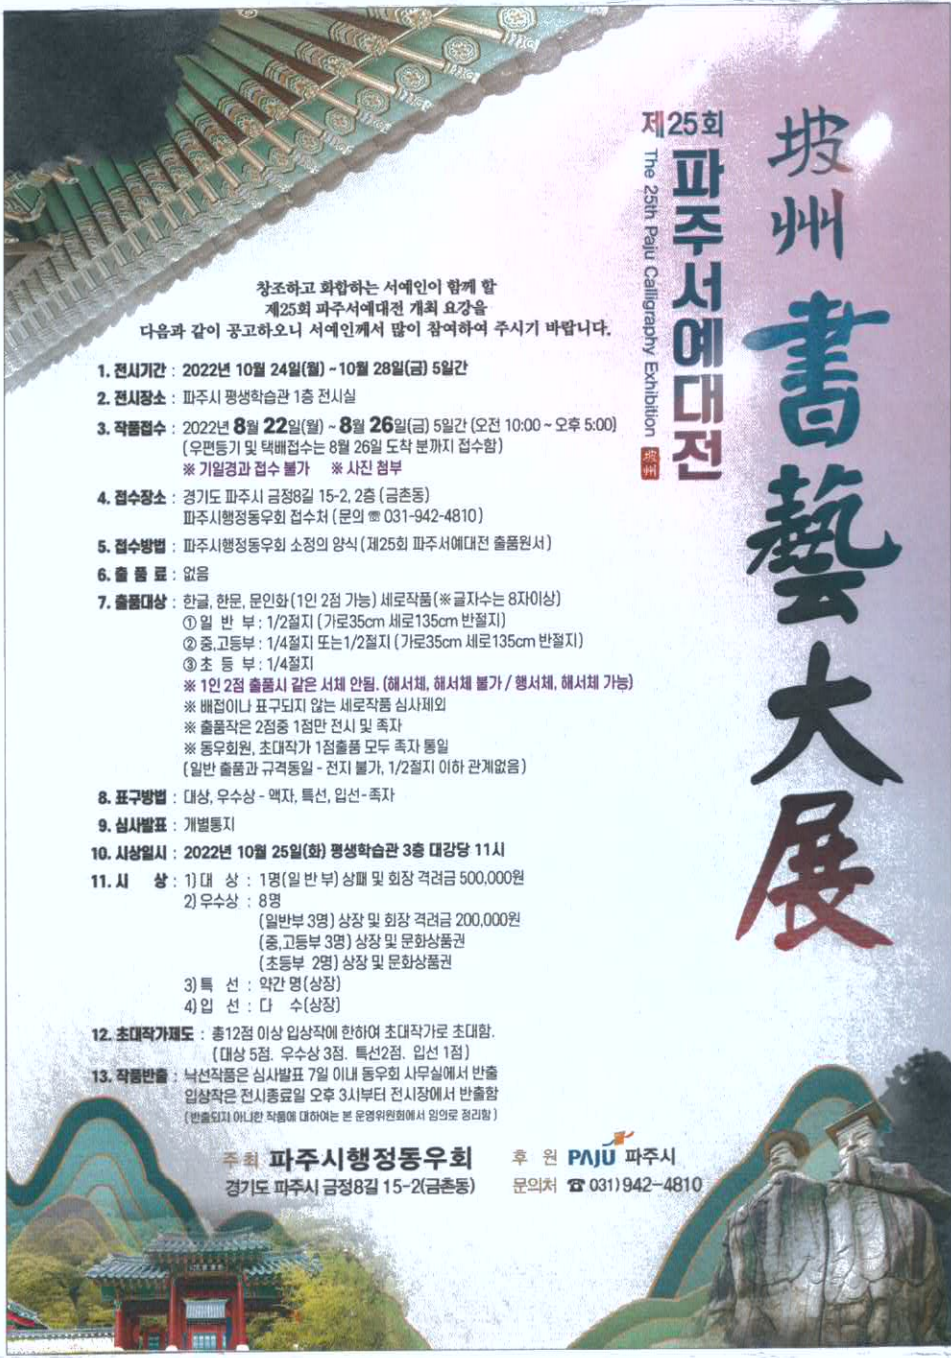 坡州 書藝大展
제25회
파주서예대전
The 25th Paju Calligraphy Exhibition
坡州
창조하고 화합하는 서예인이 함께 할
제25회 파주서예대전 개최 요강을
다음과 같이 공고하오니 서예인께서 많이 참여하여 주시기 바랍니다.
1. 전시기간 : 2022년 10월 24일(월) ~ 10월 28일(금) 5일간
2. 전시장소 : 파주시 평생학습관 1층 전시실
3. 작품접수 : 2022년 8월 22일(월) ~ 8월 26일(금) 5일간 (오전 10:00 ~ 오후 5:00)
(우편등기 및 택배접수는 8월 26일 도착 분까지 접수함)
※ 기일경과 접수 불가 ※ 사진 첨부
4. 접수장소 : 경기도 파주시 금정8길 15-2, 2층 (금촌동)
파주시행정동우회 접수처 (문의 ☏ 031-942-4810)
5. 접수방법 : 파주시행정동우회 소정의 양식 (제25회 파주서예대전 출품원서)
6. 출 품 료 : 없음
7. 출품대상 : 한글, 한문, 문인화 (1인 2점 가능) 세로작품 (※글자수는 8자이상)
① 일 반 부 : 1/2절지 (가로35cm 세로135cm 반절지)
② 중,고등부 : 1/4절지 또는1/2절지 (가로35cm 세로135cm 반절지)
③ 초 등 부 : 1/4절지
※ 1인 2점 출품시 같은 서체 안됨. (해서체, 해서체 불가 / 행서체, 해서체 가능)
※ 배접이나 표구되지 않는 세로작품 심사제외
※ 출품작은 2점중 1점만 전시 및 족자
※ 동우회원, 초대작가 1점출품 모두 족자 통일
(일반 출품과 규격동일 - 전지 불가, 1/2절지 이하 관계없음)
8. 표구방법 : 대상, 우수상 - 액자, 특선, 입선-족자
9. 심사발표 : 개별통지
10. 시상일시 : 2022년 10월 25일(화) 평생학습관 3층 대강당 11시
11. 시 상 : 1) 대 상 : 1명(일 반 부) 상패 및 회장 격려금 500,000원
2) 우수상 : 8명
(일반부 3명) 상장 및 회장 격려금 200,000원
(중,고등부 3명) 상장 및 문화상품권
(초등부 2명) 상장 및 문화상품권
3) 특 선 : 약간 명(상장)
4) 입 선 : 다 수(상장)
12. 초대작가제도 : 총12점 이상 입상작에 한하여 초대작가로 초대함.
(대상 5점. 우수상 3점. 특선2점. 입선 1점)
13. 작품반출 : 낙선작품은 심사발표 7일 이내 동우회 사무실에서 반출
입상작은 전시종료일 오후 3시부터 전시장에서 반출함
(반출되지 아니한 작품에 대하여는 본 운영위원회에서 임의로 정리함)
주 최 파주시행정동우회 후 원 PAJU 파주시
경기도 파주시 금정8길 15-2(금촌동) 문의처 ☎ 031) 942-4810